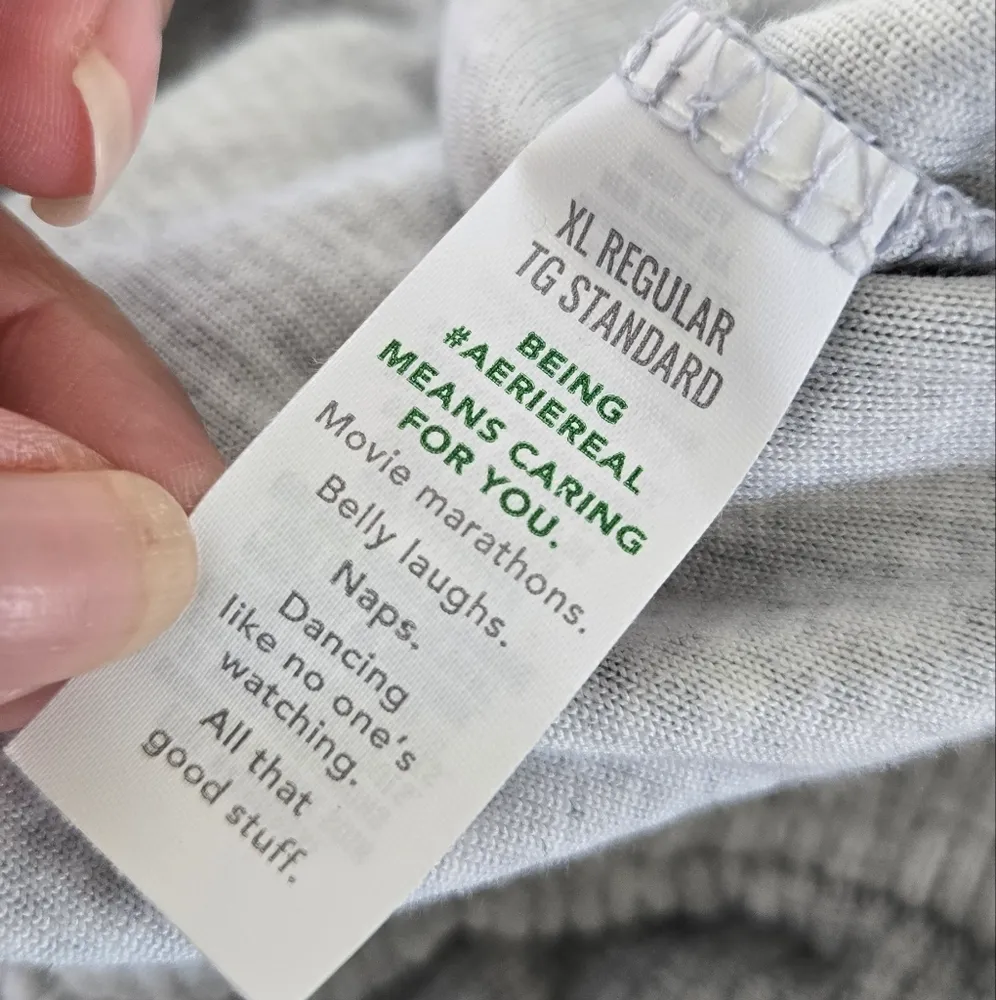 XL REGULAR
TG STANDARD
BEING
#AERIEREAL
MEANS CARING
FOR YOU.
Movie marathons.
Belly laughs.
Naps.
Dancing
like no one's
watching.
All that
good stuff.